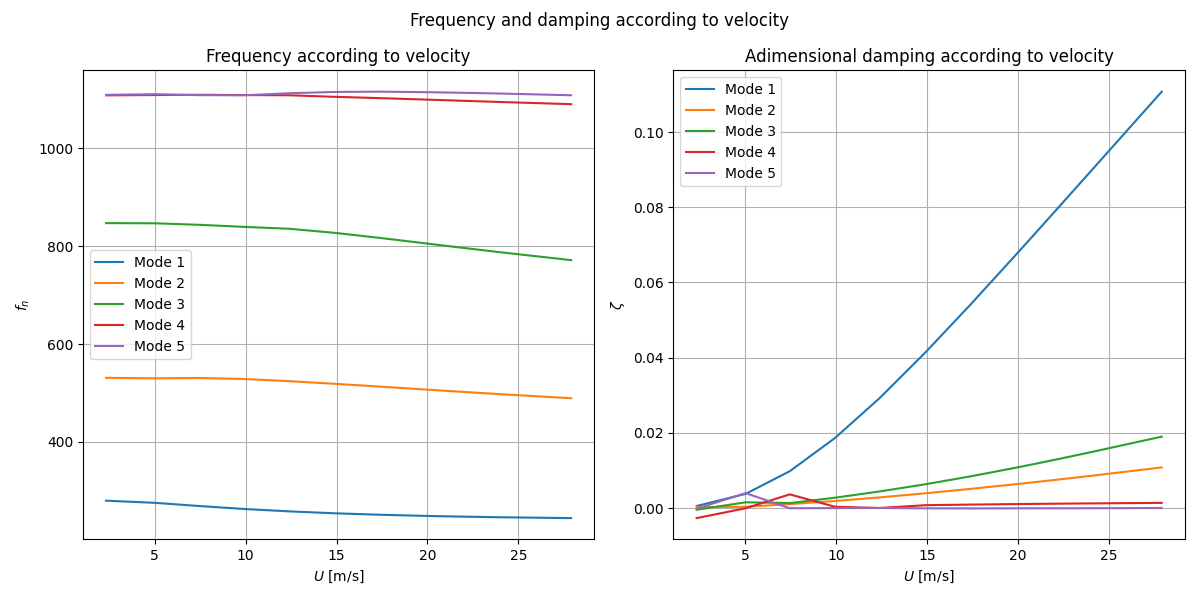 Frequency and damping according to velocity
Frequency according to velocity
1000
800
600
400
5
10
15
20
25
fₙ
U [m/s]
Mode 1
Mode 2
Mode 3
Mode 4
Mode 5
Adimensional damping according to velocity
0.10
0.08
0.06
0.04
0.02
0.00
5
10
15
20
25
ζ
U [m/s]
Mode 1
Mode 2
Mode 3
Mode 4
Mode 5